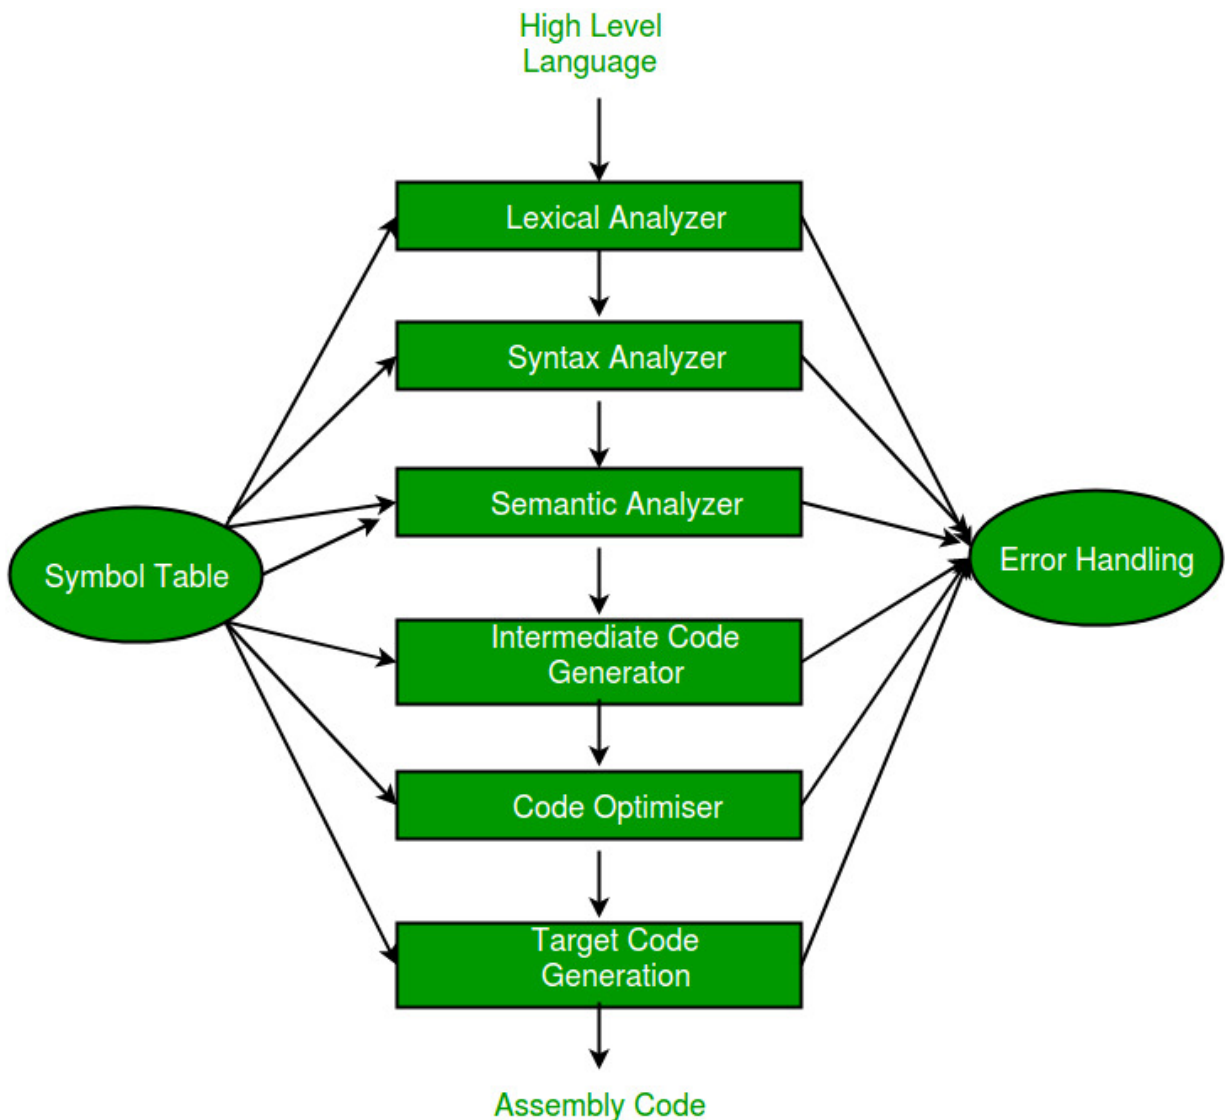 High Level
Language
Lexical Analyzer
Syntax Analyzer
Semantic Analyzer
Symbol Table
Error Handling
Intermediate Code
Generator
Code Optimiser
Target Code
Generation
Assembly Code